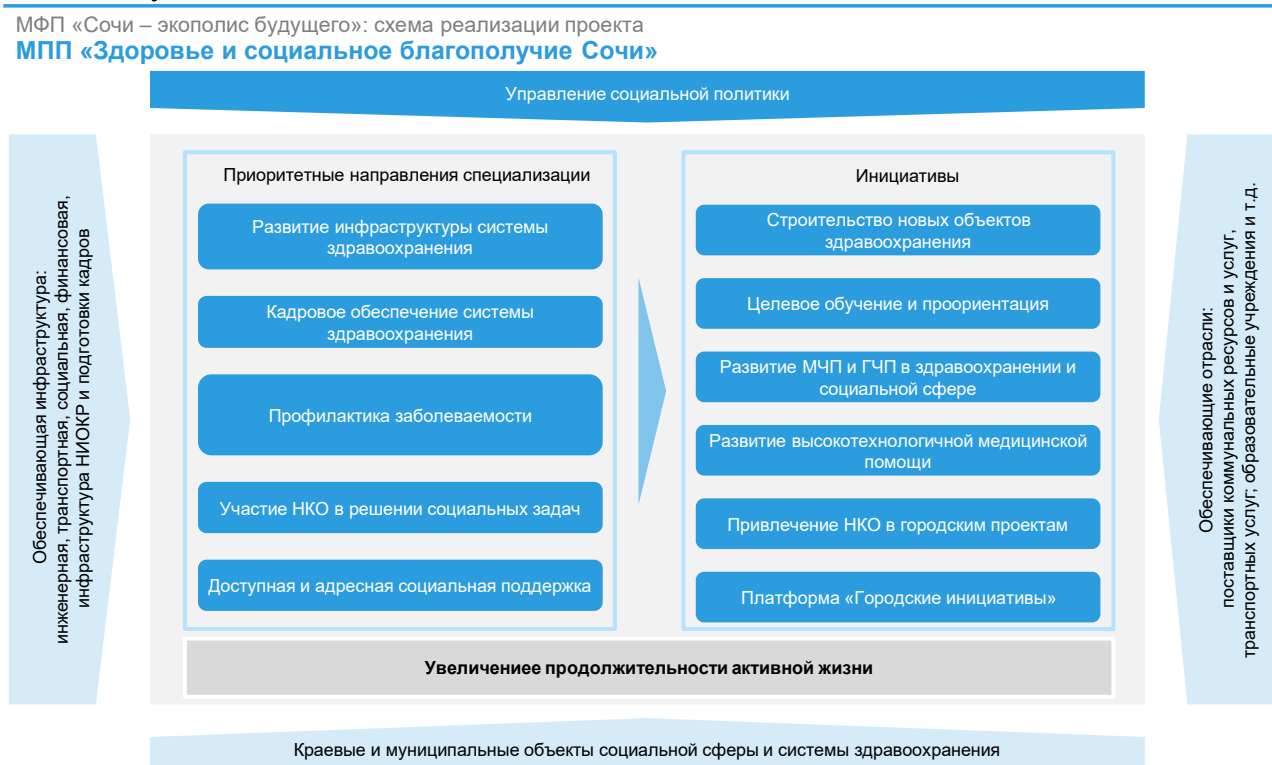 МФП «Сочи – экополис будущего»: схема реализации проекта
МПП «Здоровье и социальное благополучие Сочи»
Управление социальной политики
Обеспечивающая инфраструктура:
инженерная, транспортная, социальная, финансовая,
инфраструктура НИОКР и подготовки кадров
Приоритетные направления специализации
Развитие инфраструктуры системы
здравоохранения
Кадровое обеспечение системы
здравоохранения
Профилактика заболеваемости
Участие НКО в решении социальных задач
Доступная и адресная социальная поддержка
Инициативы
Строительство новых объектов
здравоохранения
Целевое обучение и проориентация
Развитие МЧП и ГЧП в здравоохранении и
социальной сфере
Развитие высокотехнологичной медицинской
помощи
Привлечение НКО в городским проектам
Платформа «Городские инициативы»
Обеспечивающие отрасли:
поставщики коммунальных ресурсов и услуг,
транспортных услуг; образовательные учреждения и т.д.
Увеличениее продолжительности активной жизни
Краевые и муниципальные объекты социальной сферы и системы здравоохранения